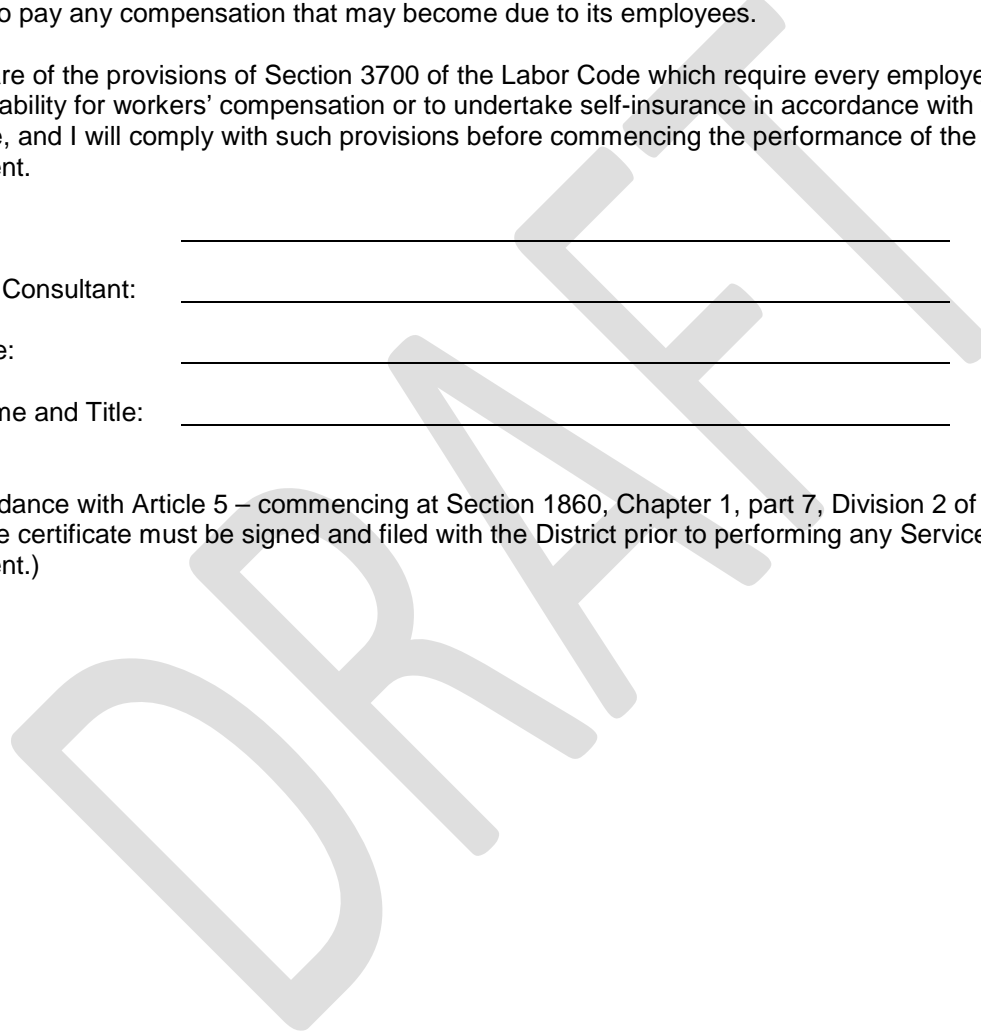 o pay any compensation that may become due to its employees.
re of the provisions of Section 3700 of the Labor Code which require every employe
ability for workers’ compensation or to undertake self-insurance in accordance with
e, and I will comply with such provisions before commencing the performance of the
ent.
Consultant:
e:
me and Title:
dance with Article 5 – commencing at Section 1860, Chapter 1, part 7, Division 2 of
e certificate must be signed and filed with the District prior to performing any Service
ent.)
DRAFT